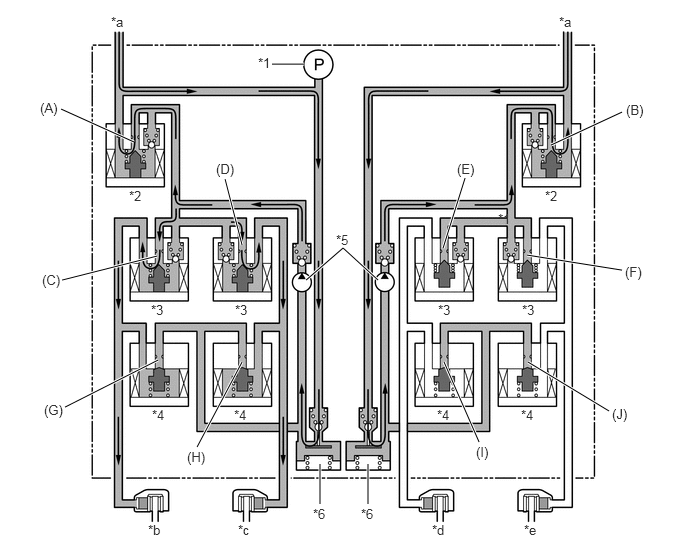 *a *a
*1 P
(A) (B)
*2 *2
(D) (E)
*
*5
(C) (F)
*3 *3 *3 *3
(G) *4 *4 *4 *4 (J)
(H) (I)
*6 *6
*b *c *d *e